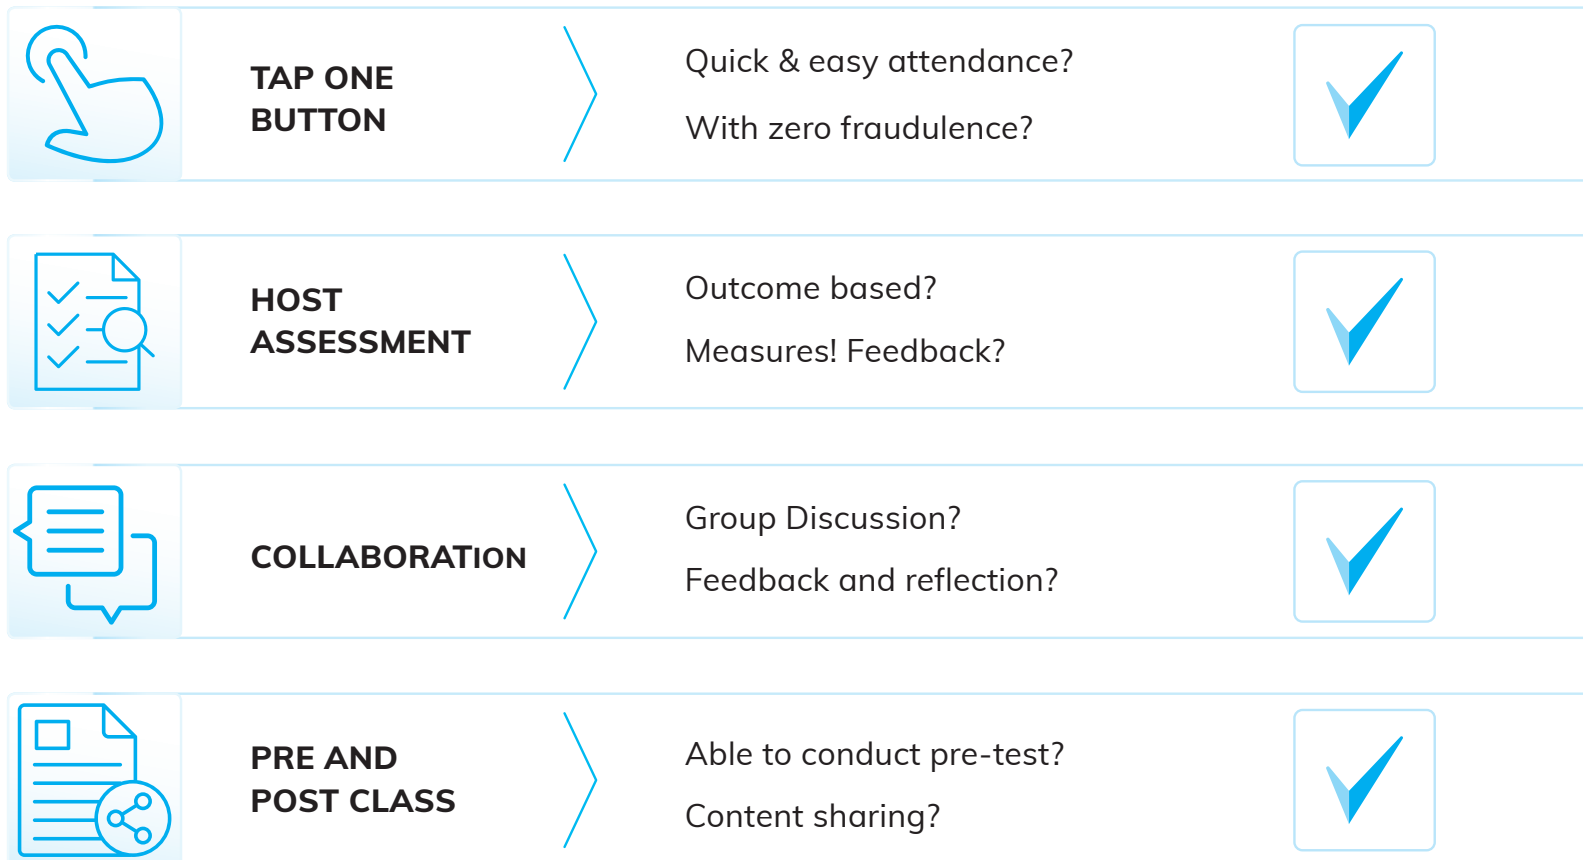 TAP ONE
BUTTON
Quick & easy attendance?
With zero fraudulence?
HOST
ASSESSMENT
Outcome based?
Measures! Feedback?
COLLABORATION
Group Discussion?
Feedback and reflection?
PRE AND
POST CLASS
Able to conduct pre-test?
Content sharing?